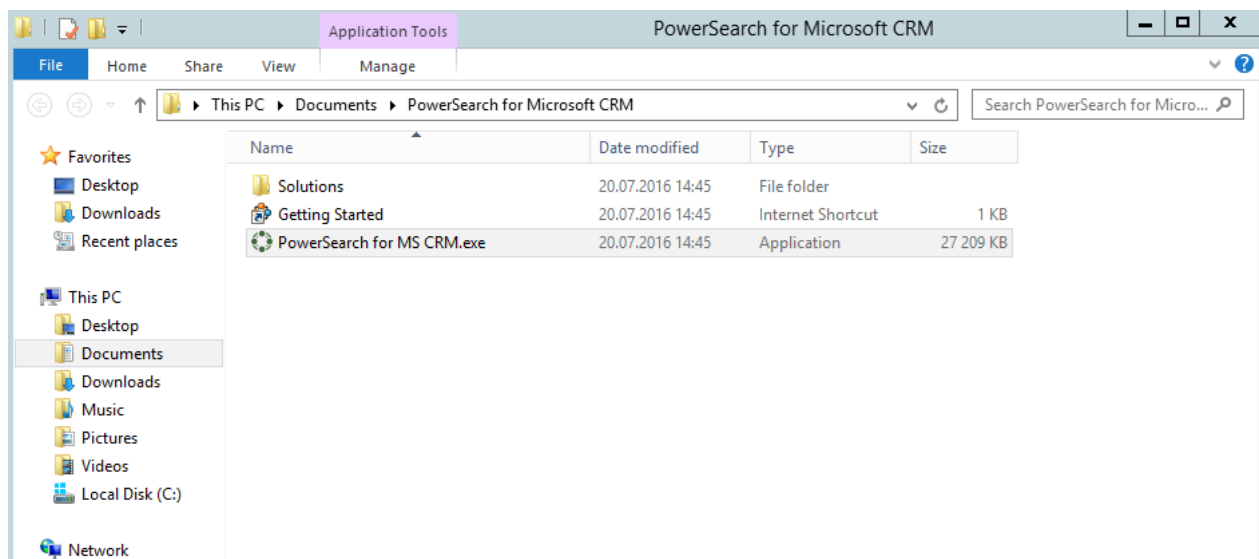 Application Tools
PowerSearch for Microsoft CRM
File Home Share View Manage
This PC Documents PowerSearch for Microsoft CRM
Search PowerSearch for Micro...
Name Date modified Type Size
Solutions 20.07.2016 14:45 File folder
Getting Started 20.07.2016 14:45 Internet Shortcut 1 KB
PowerSearch for MS CRM.exe 20.07.2016 14:45 Application 27 209 KB
Favorites
Desktop
Downloads
Recent places
This PC
Desktop
Documents
Downloads
Music
Pictures
Videos
Local Disk (C:)
Network